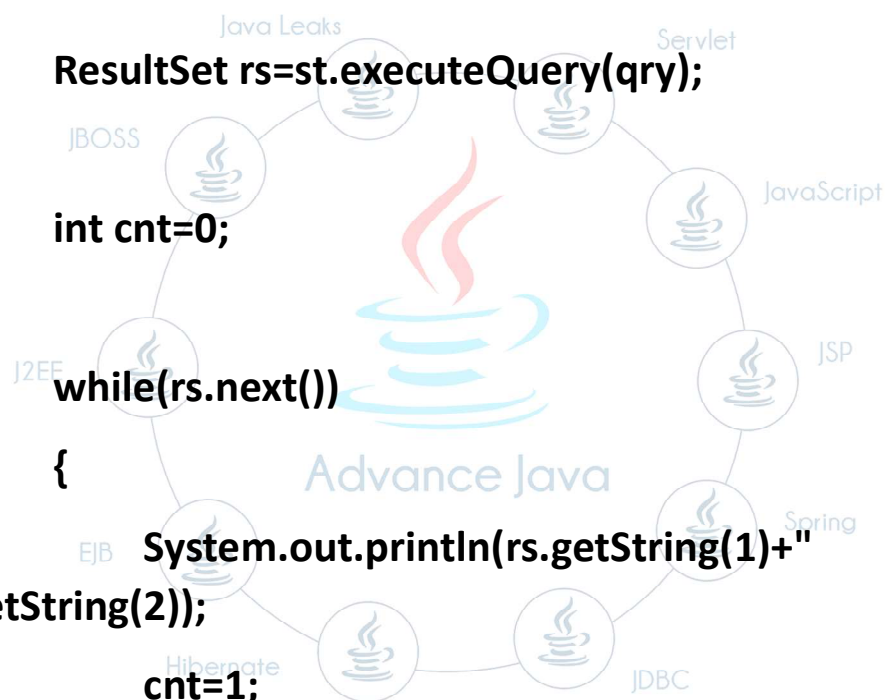 Java Leaks
Servlet
ResultSet rs=st.executeQuery(qry);
JBOSS
JavaScript
int cnt=0;
J2EE
JSP
while(rs.next())
{
Advance Java
Spring
EJB
System.out.println(rs.getString(1)+"
etString(2));
Hibernate
JDBC
cnt=1;